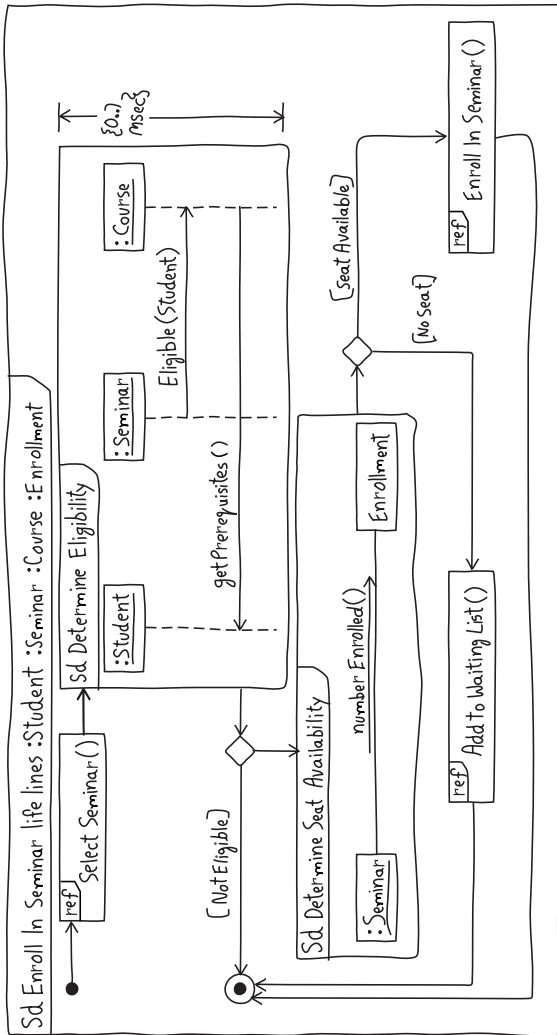 Sd Enroll In Seminar life lines :Student :Seminar :Course :Enrollment
ref
Select Seminar()
Sd Determine Eligibility
:Student
:Seminar
:Course
Eligible(Student)
getPrerequisites()
{0..7
msec}
[Not Eligible]
Sd Determine Seat Availability
:Seminar
number Enrolled()
Enrollment
[Seat Available]
[No Seat]
ref
Add to Waiting List()
ref
Enroll In Seminar()